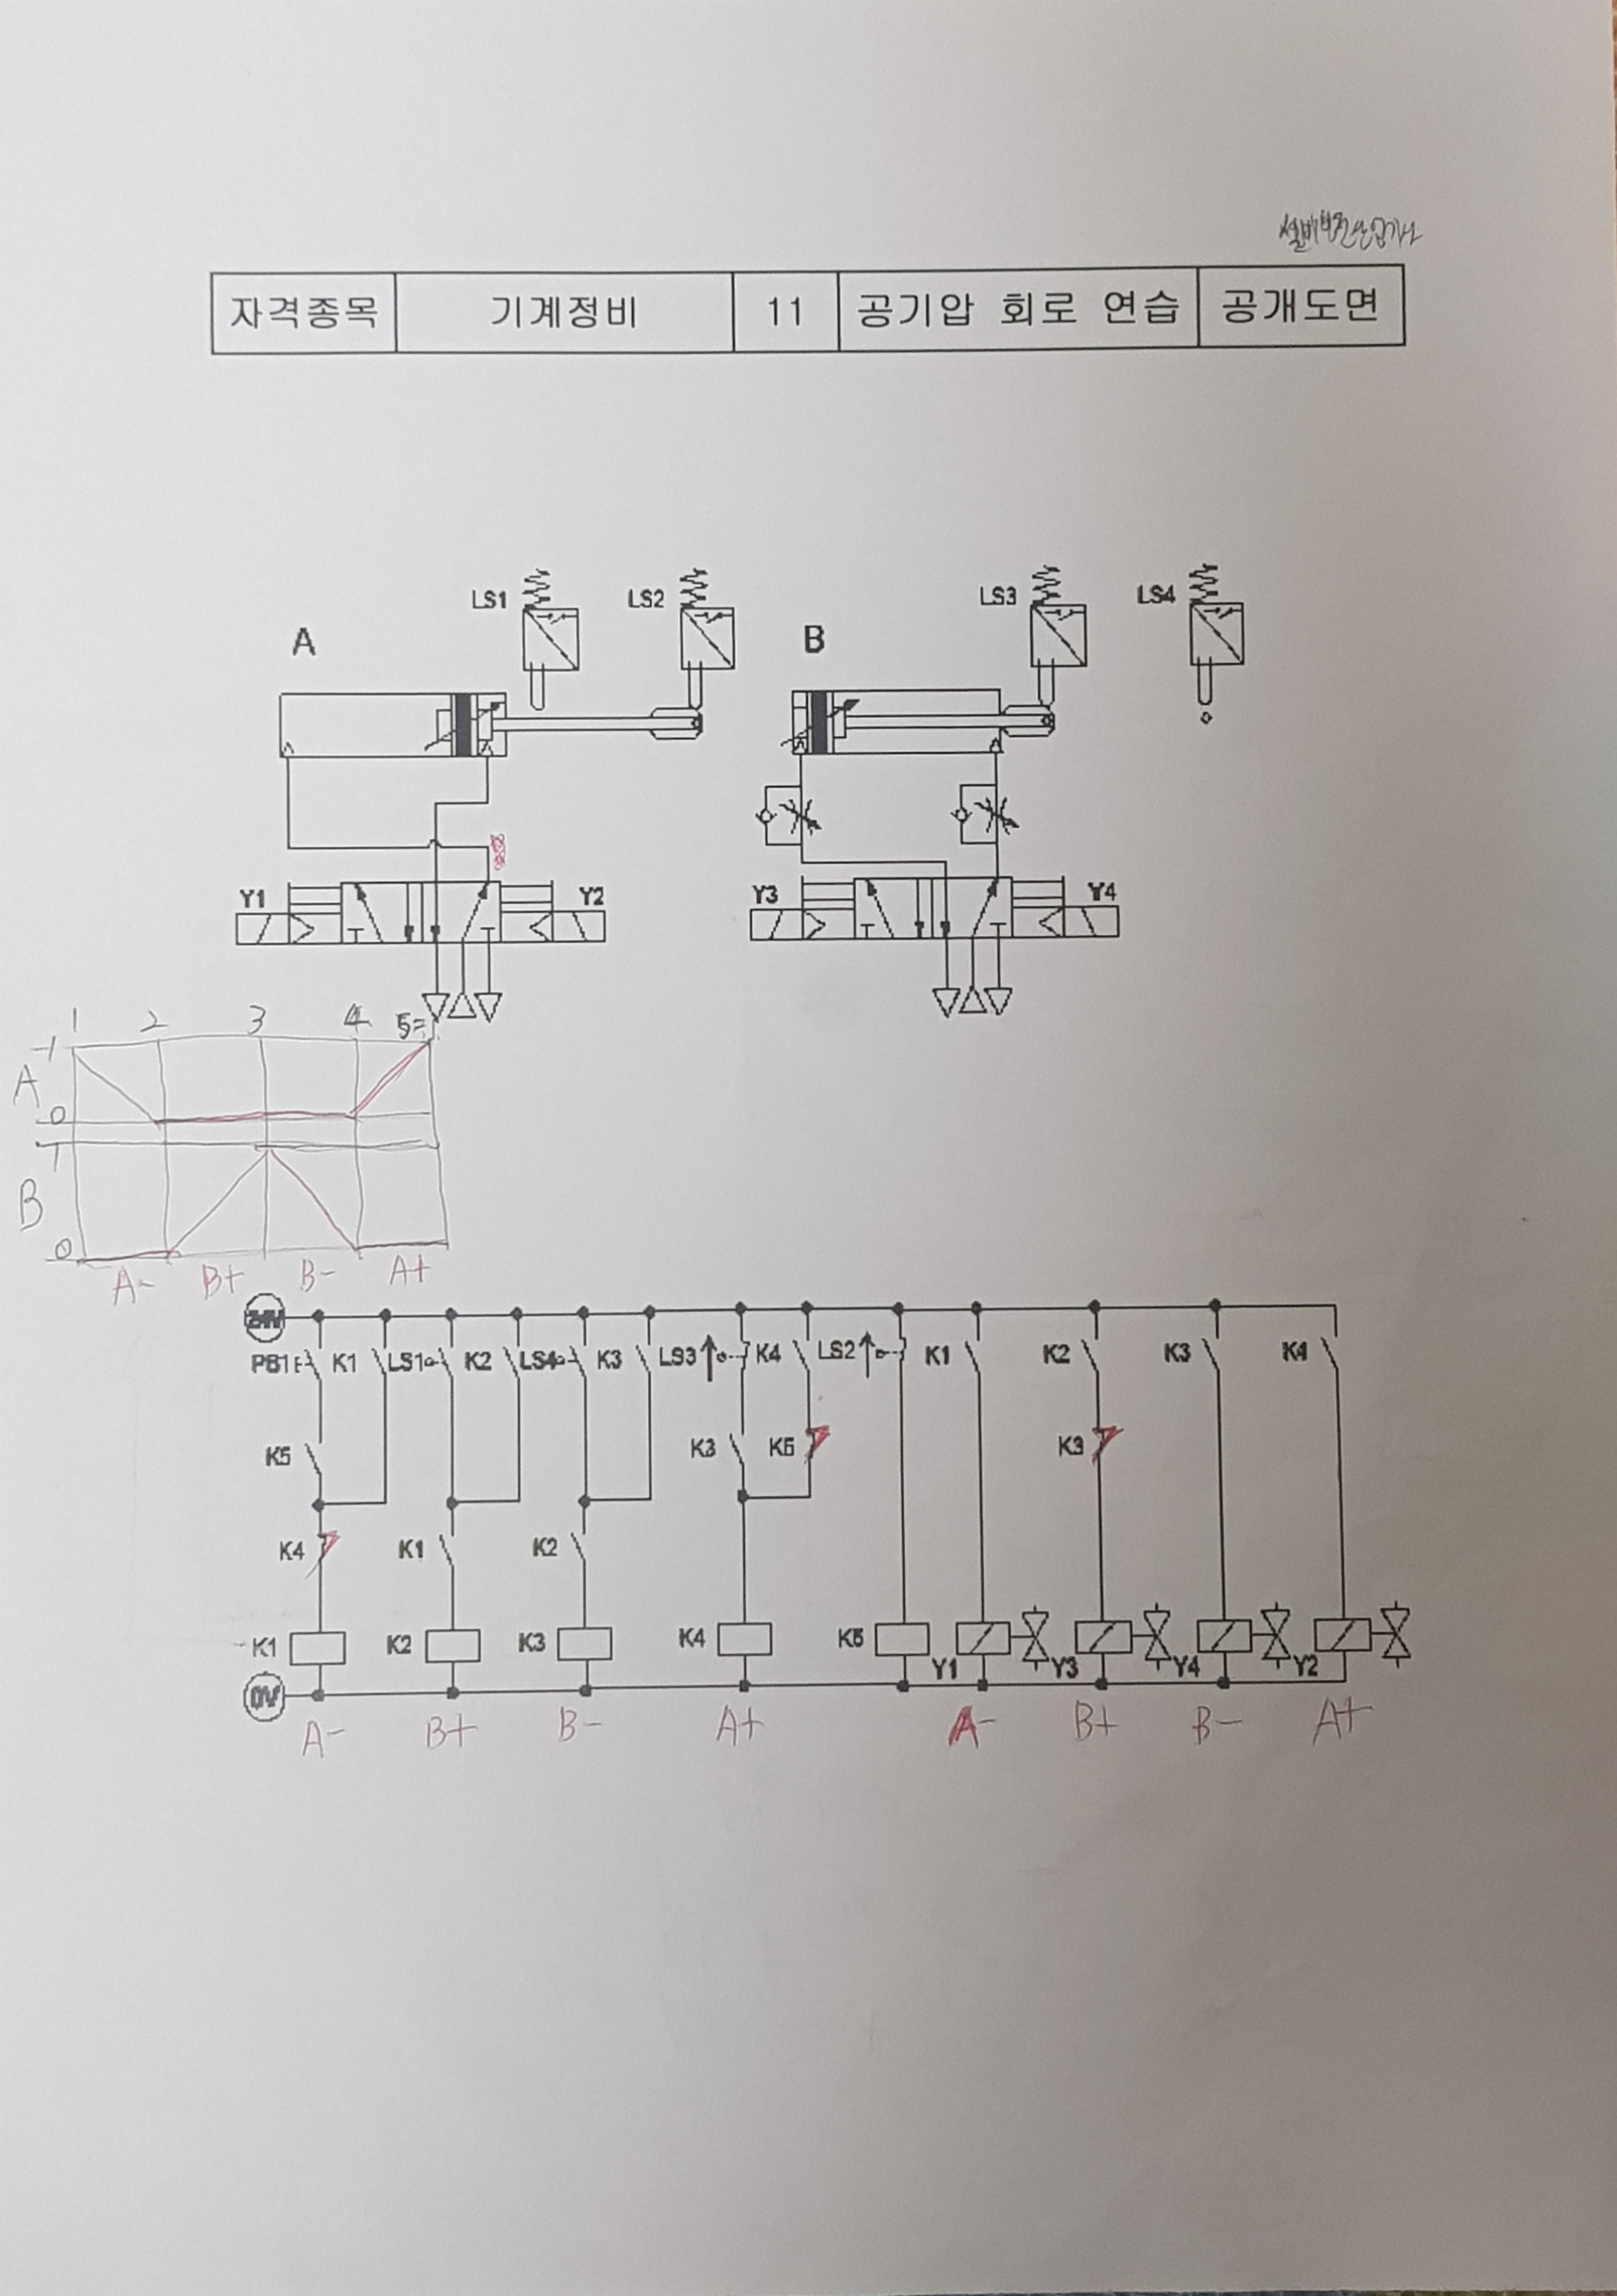 설비보전산업기사
자격종목 기계정비 11 공기압 회로 연습 공개도면
LS1 LS2 LS3 LS4
A B
Y1 Y2 Y3 Y4
1 2 3 4 5=
1
A
0
1
B
0
A- B+ B- A+
24V
PB1 K1 LS1 K2 LS4 K3 LS3 K4 LS2 K1 K2 K3 K4
K5 K3 K5 K3
K4 K1 K2
K1 K2 K3 K4 K5
Y1 Y3 Y4 Y2
0V
A- B+ B- A+ A- B+ B- A+